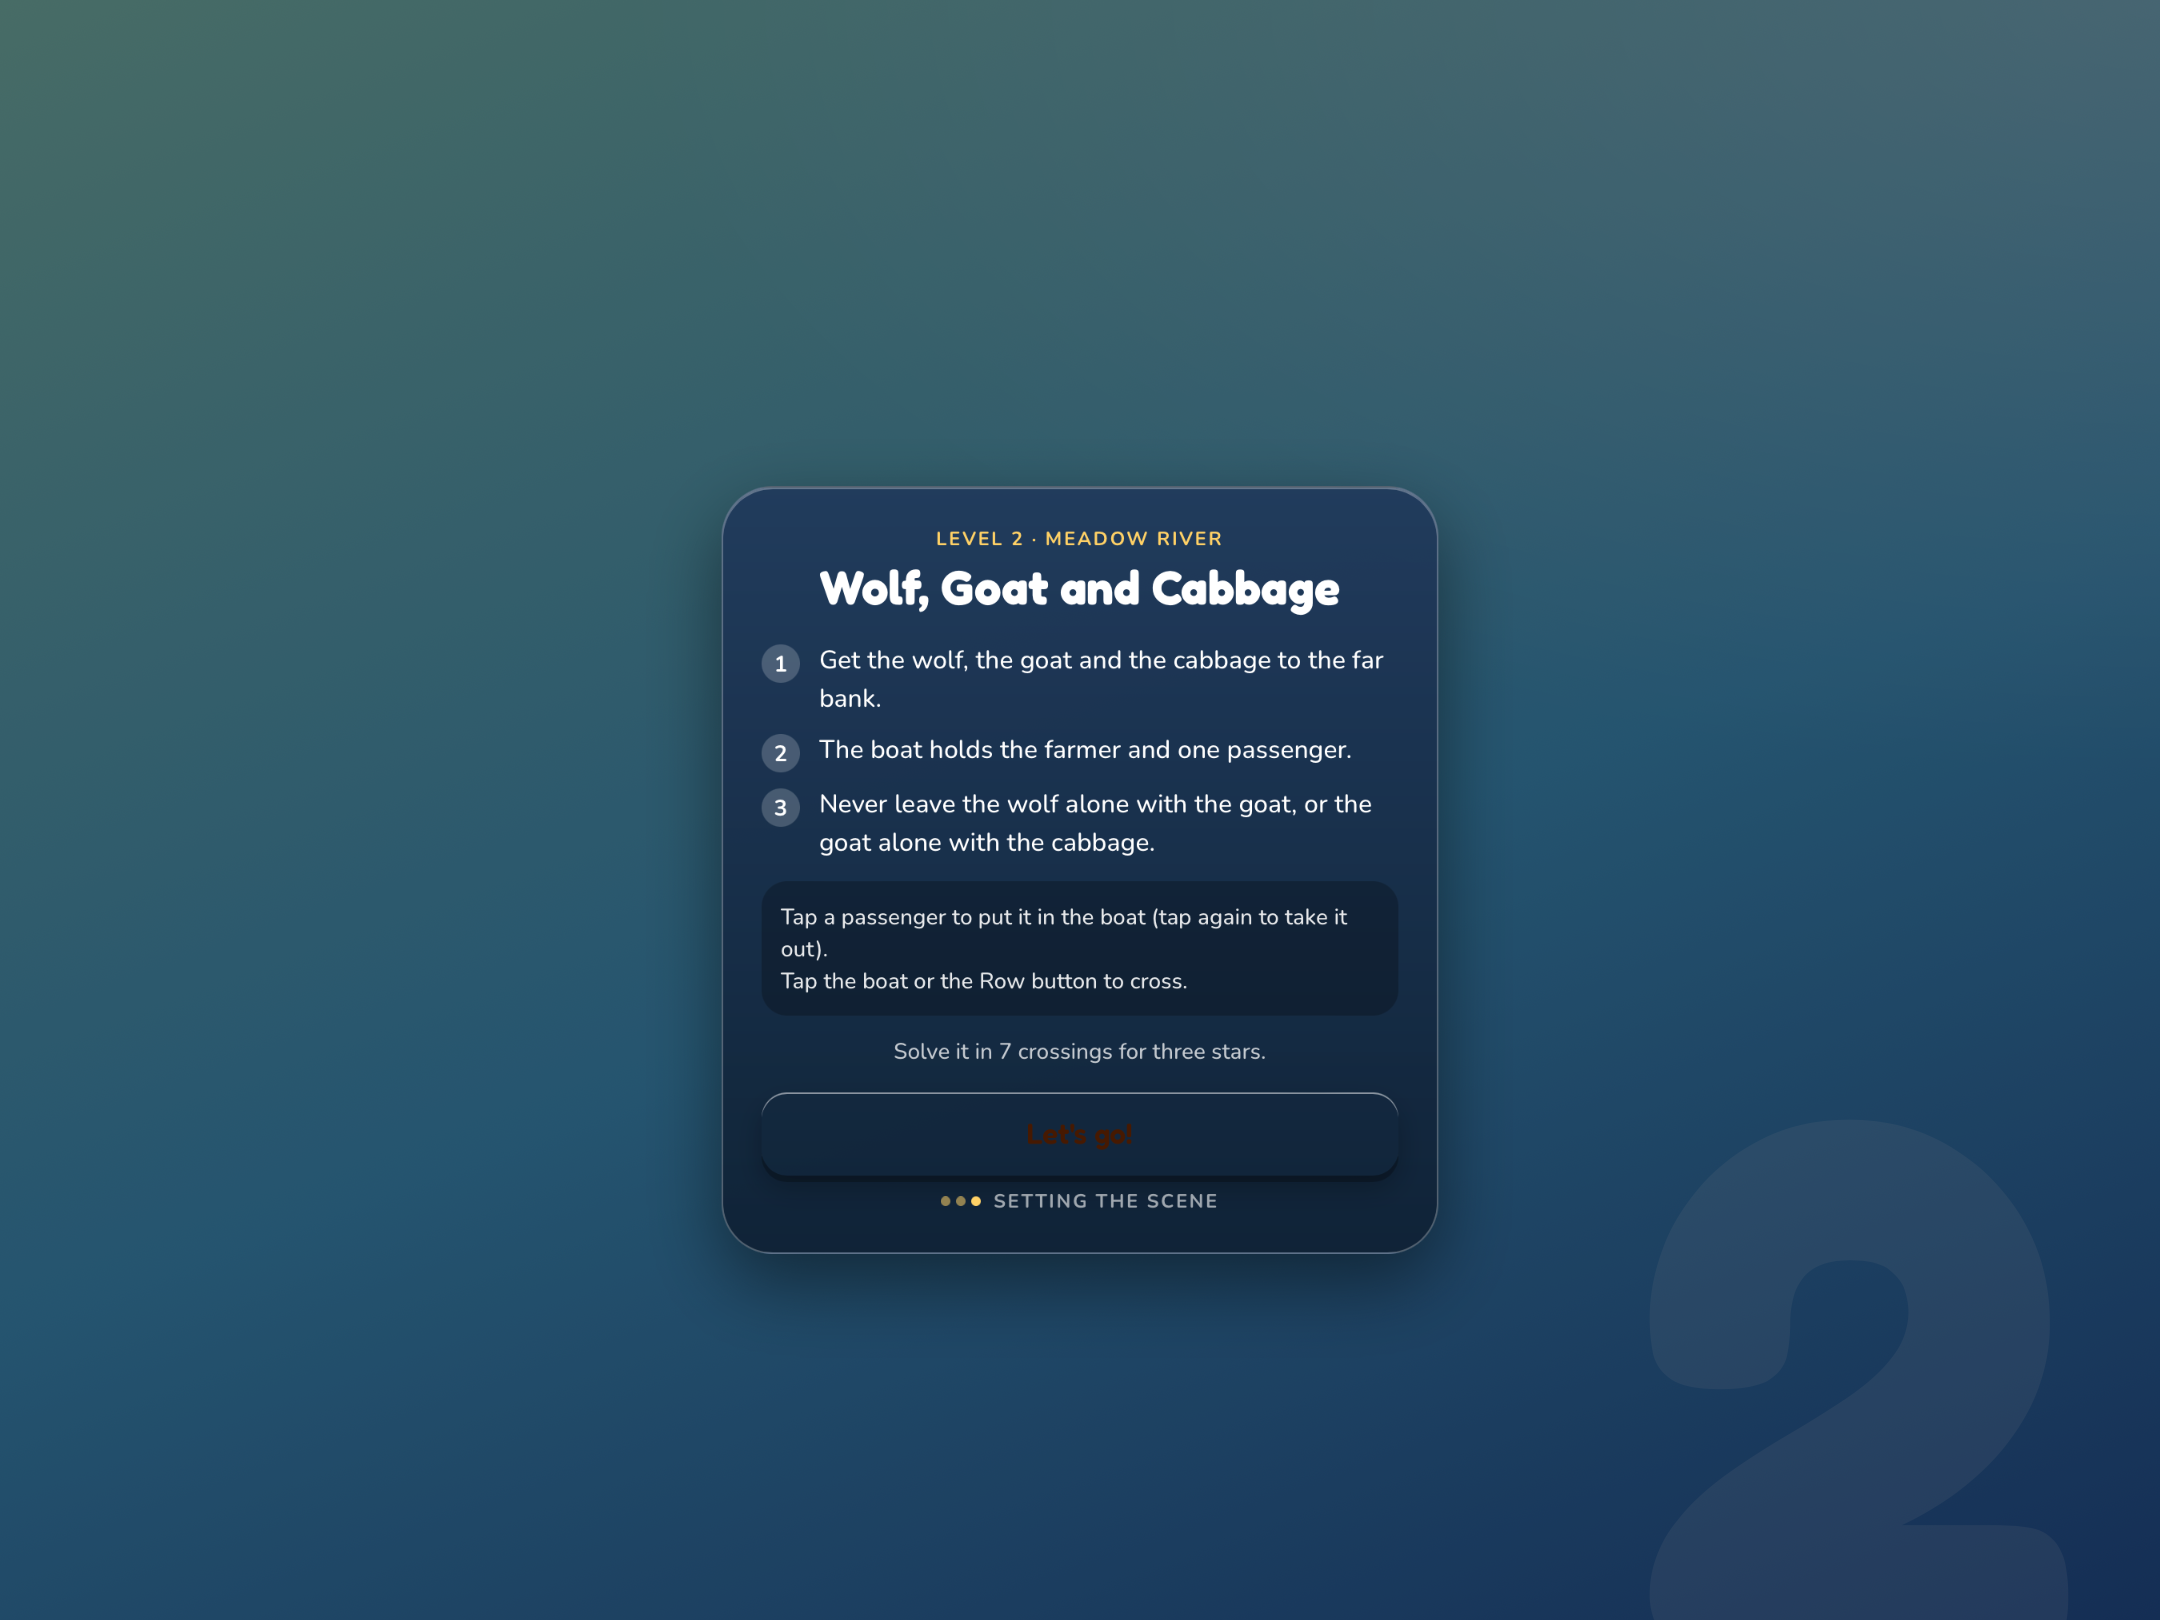 LEVEL 2 · MEADOW RIVER
Wolf, Goat and Cabbage
1 Get the wolf, the goat and the cabbage to the far
bank.
2 The boat holds the farmer and one passenger.
3 Never leave the wolf alone with the goat, or the
goat alone with the cabbage.
Tap a passenger to put it in the boat (tap again to take it
out).
Tap the boat or the Row button to cross.
Solve it in 7 crossings for three stars.
Let's go!
SETTING THE SCENE
2